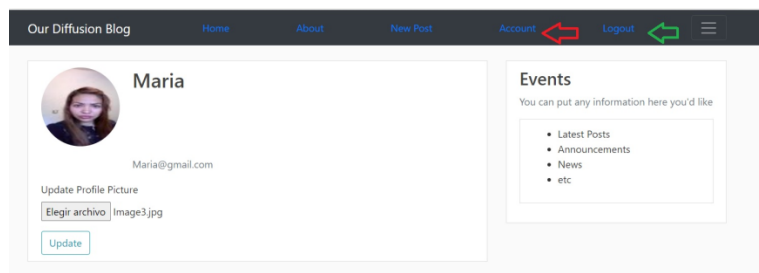 Our Diffusion Blog Home About New Post Account Logout
Maria
Maria@gmail.com
Update Profile Picture
Elegir archivo Image3.jpg
Update
Events
You can put any information here you'd like
Latest Posts
Announcements
News
etc